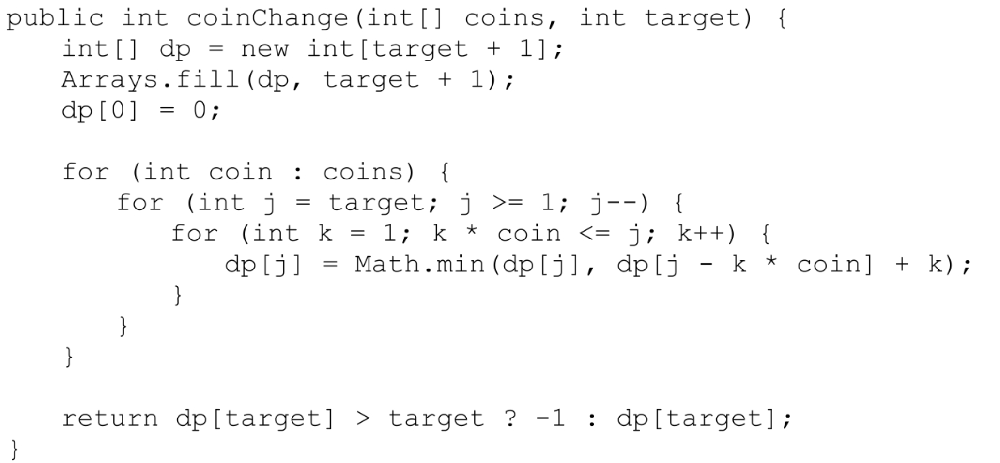 public int coinChange(int[] coins, int target) {
    int[] dp = new int[target + 1];
    Arrays.fill(dp, target + 1);
    dp[0] = 0;

    for (int coin : coins) {
        for (int j = target; j >= 1; j--) {
            for (int k = 1; k * coin <= j; k++) {
                dp[j] = Math.min(dp[j], dp[j - k * coin] + k);
            }
        }
    }

    return dp[target] > target ? -1 : dp[target];
}